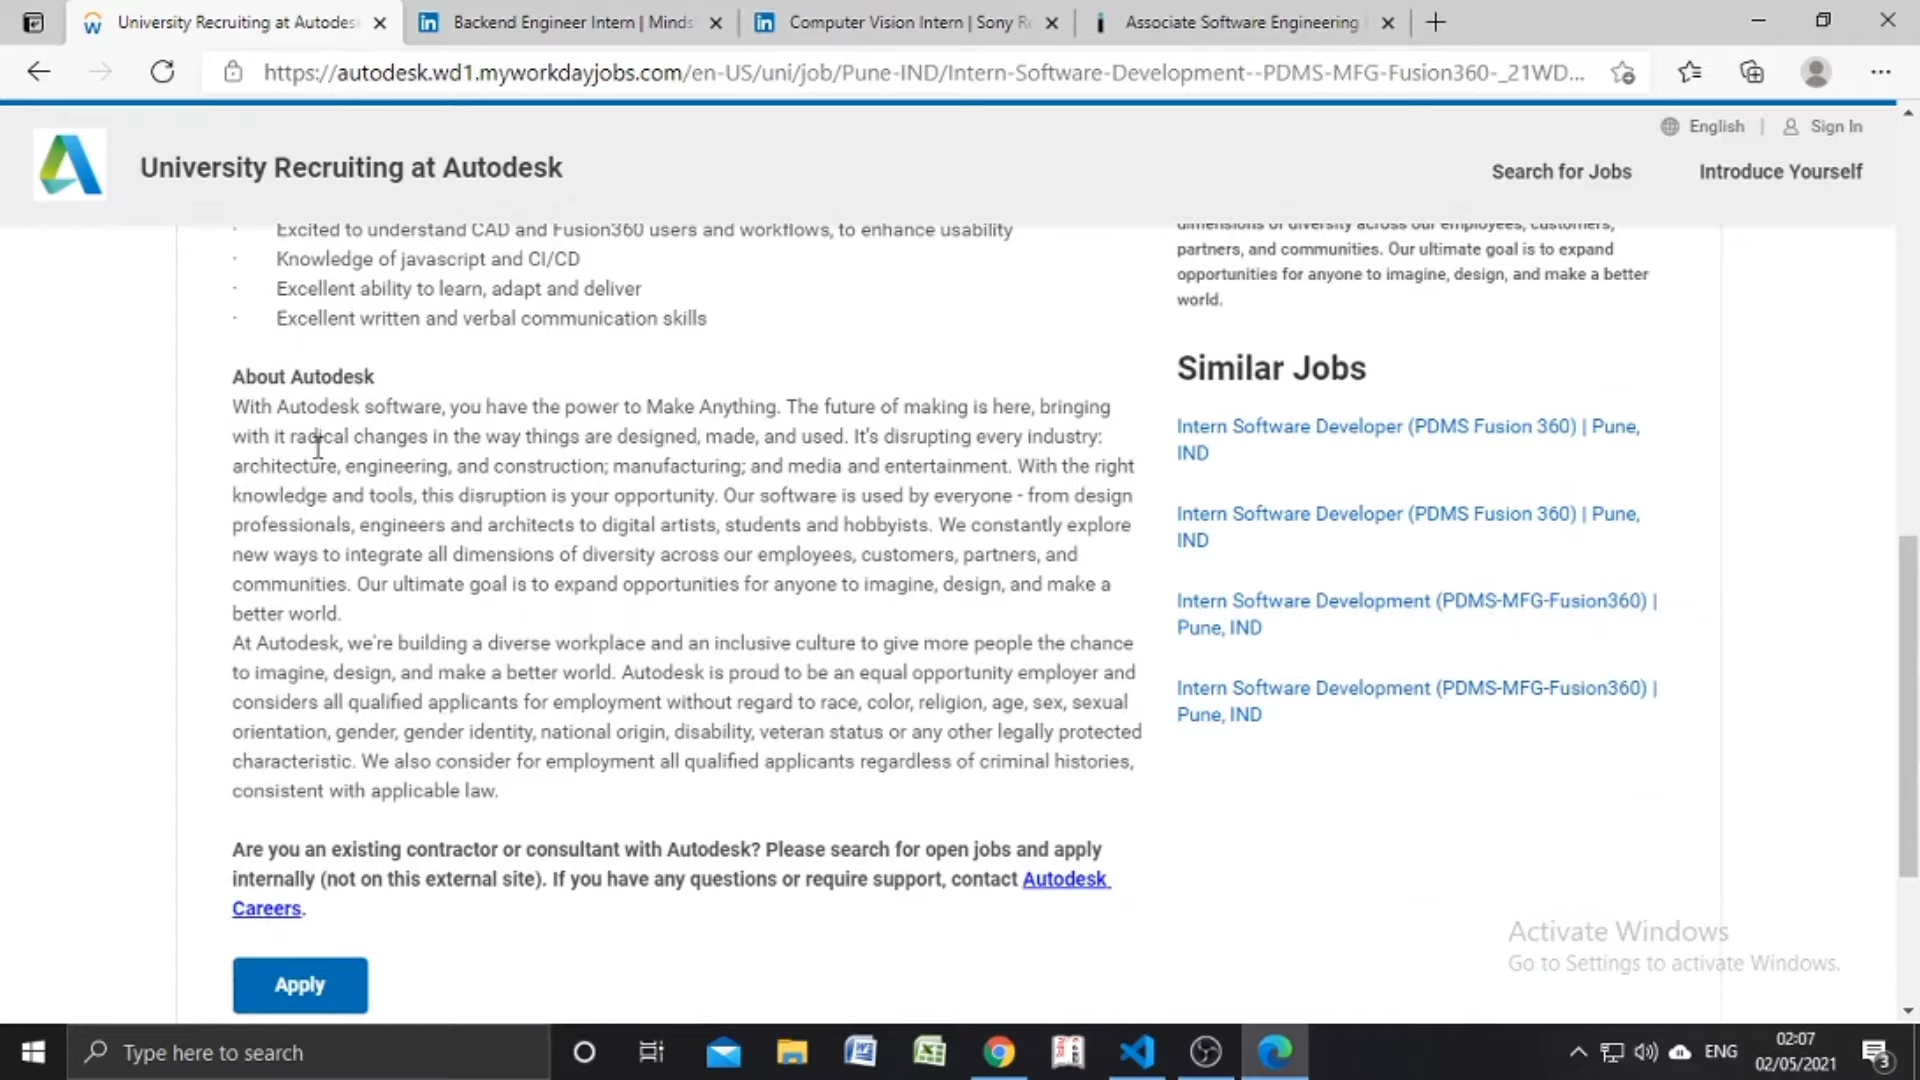 University Recruiting at Autodesk
Backend Engineer Intern | Minds
Computer Vision Intern | Sony Re
Associate Software Engineering
https://autodesk.wd1.myworkdayjobs.com/en-US/uni/job/Pune-IND/Intern-Software-Development--PDMS-MFG-Fusion360-_21WD...
English | Sign In
University Recruiting at Autodesk
Search for Jobs
Introduce Yourself
· Excited to understand CAD and Fusion360 users and workflows, to enhance usability
· Knowledge of javascript and CI/CD
· Excellent ability to learn, adapt and deliver
· Excellent written and verbal communication skills
About Autodesk
With Autodesk software, you have the power to Make Anything. The future of making is here, bringing
with it radical changes in the way things are designed, made, and used. It's disrupting every industry:
architecture, engineering, and construction; manufacturing; and media and entertainment. With the right
knowledge and tools, this disruption is your opportunity. Our software is used by everyone - from design
professionals, engineers and architects to digital artists, students and hobbyists. We constantly explore
new ways to integrate all dimensions of diversity across our employees, customers, partners, and
communities. Our ultimate goal is to expand opportunities for anyone to imagine, design, and make a
better world.
At Autodesk, we're building a diverse workplace and an inclusive culture to give more people the chance
to imagine, design, and make a better world. Autodesk is proud to be an equal opportunity employer and
considers all qualified applicants for employment without regard to race, color, religion, age, sex, sexual
orientation, gender, gender identity, national origin, disability, veteran status or any other legally protected
characteristic. We also consider for employment all qualified applicants regardless of criminal histories,
consistent with applicable law.
Are you an existing contractor or consultant with Autodesk? Please search for open jobs and apply
internally (not on this external site). If you have any questions or require support, contact Autodesk
Careers.
Apply
dimensions of diversity across our employees, customers,
partners, and communities. Our ultimate goal is to expand
opportunities for anyone to imagine, design, and make a better
world.
Similar Jobs
Intern Software Developer (PDMS Fusion 360) | Pune,
IND
Intern Software Developer (PDMS Fusion 360) | Pune,
IND
Intern Software Development (PDMS-MFG-Fusion360) |
Pune, IND
Intern Software Development (PDMS-MFG-Fusion360) |
Pune, IND
Activate Windows
Go to Settings to activate Windows.
Type here to search
ENG
02:07
02/05/2021
3